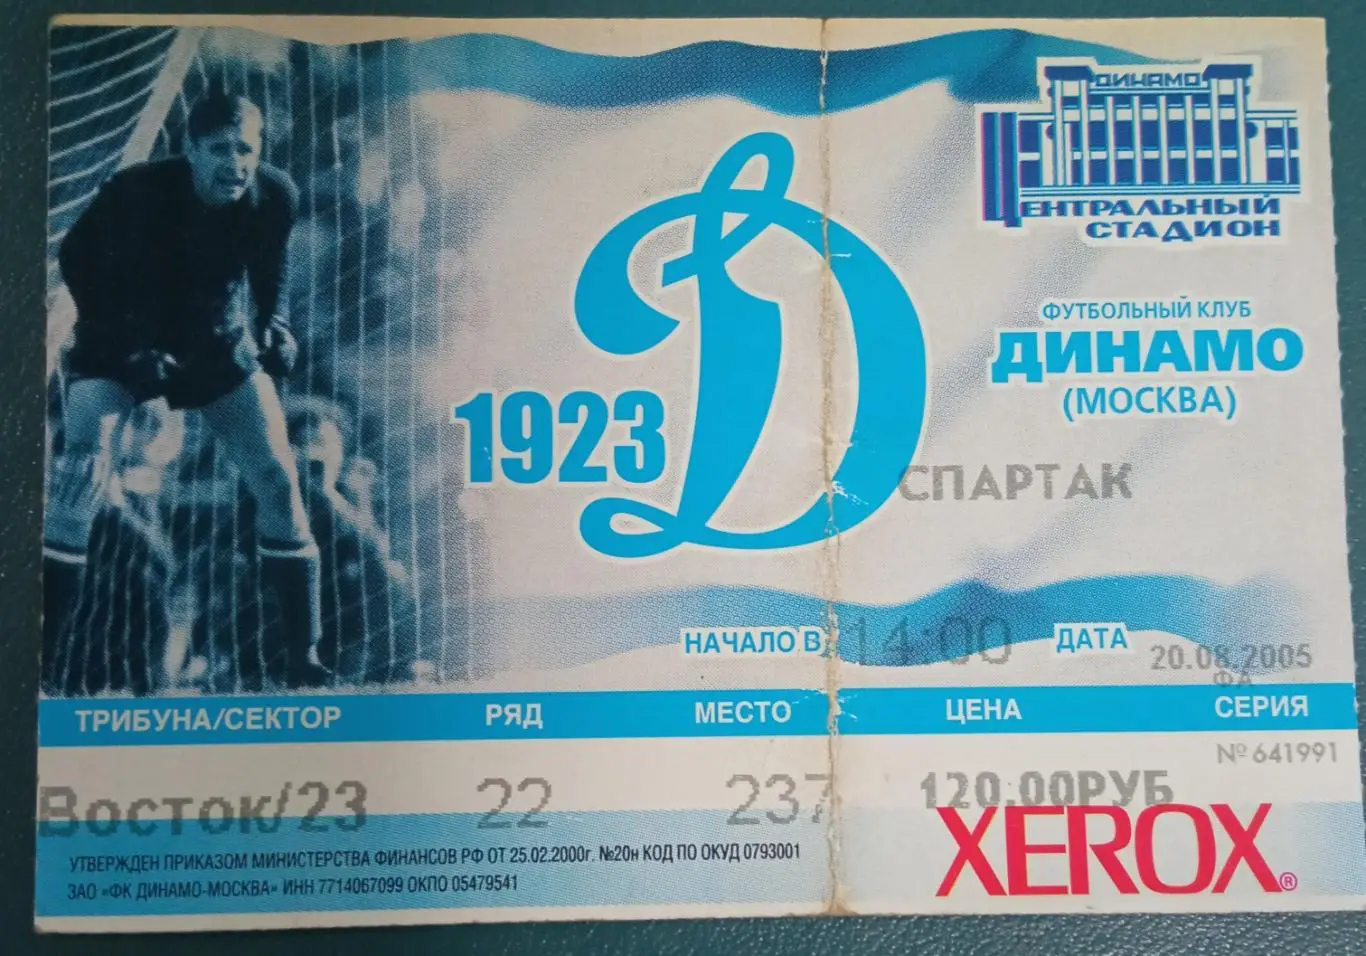 ДИНАМО
ЦЕНТРАЛЬНЫЙ
СТАДИОН
ФУТБОЛЬНЫЙ КЛУБ
ДИНАМО
(МОСКВА)
1923 Д
СПАРТАК
НАЧАЛО В 14:00 ДАТА 20.08.2005
ФА
ТРИБУНА/СЕКТОР РЯД МЕСТО ЦЕНА СЕРИЯ
№ 641991
Восток/23 22 237 120.00РУБ
XEROX®
УТВЕРЖДЕН ПРИКАЗОМ МИНИСТЕРСТВА ФИНАНСОВ РФ ОТ 25.02.2000г. №20н КОД ПО ОКУД 0793001
ЗАО «ФК ДИНАМО-МОСКВА» ИНН 7714067099 ОКПО 05479541